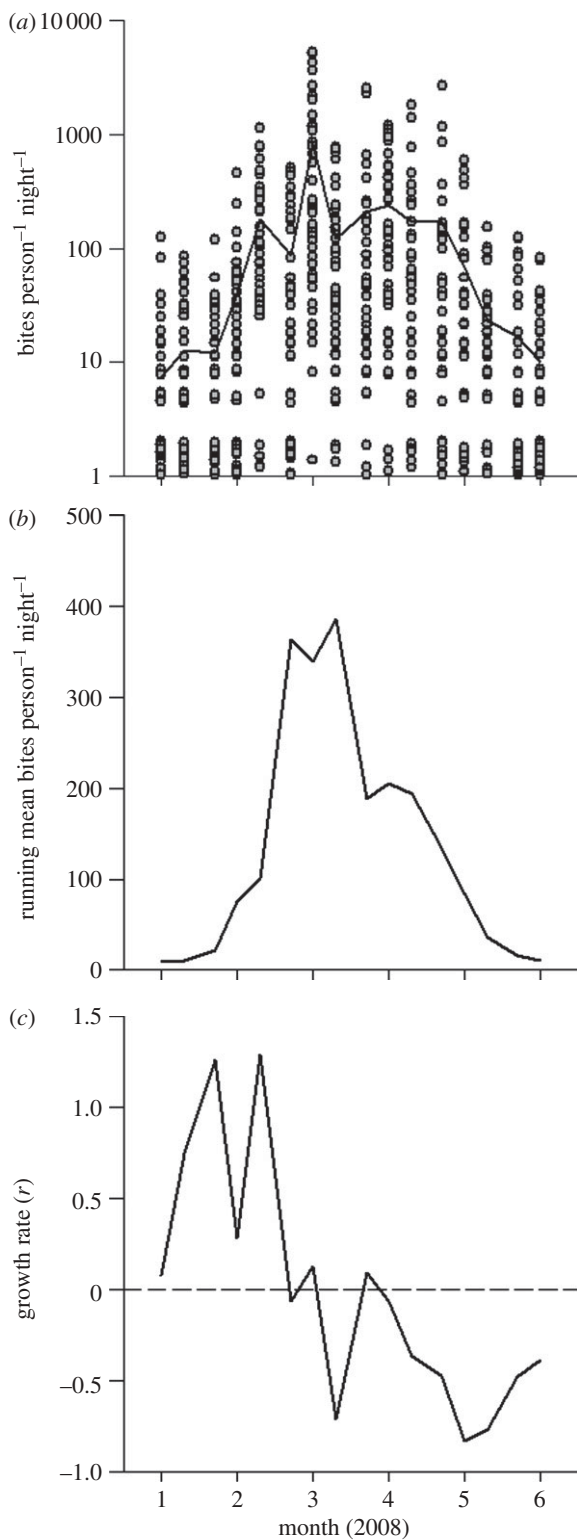 (a)
10 000
1000
100
10
1
bites person⁻¹ night⁻¹
(b)
500
400
300
200
100
0
running mean bites person⁻¹ night⁻¹
(c)
1.5
1.0
0.5
0
–0.5
–1.0
growth rate (r)
1 2 3 4 5 6
month (2008)